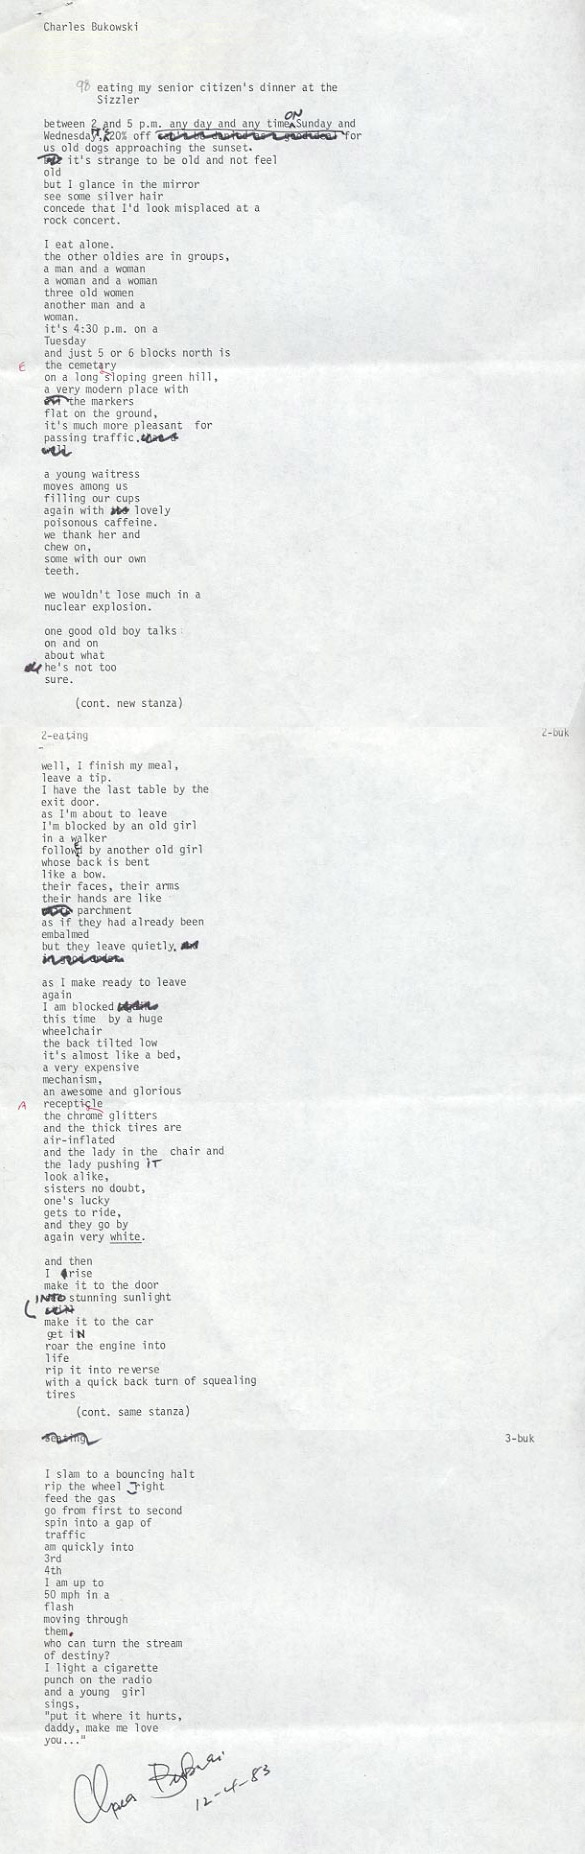 Charles Bukowski
98 eating my senior citizen's dinner at the
Sizzler
between 2 and 5 p.m. any day and any time ON Sunday and
Wednesday, it's 20% off for
us old dogs approaching the sunset.
it's strange to be old and not feel
old
but I glance in the mirror
see some silver hair
concede that I'd look misplaced at a
rock concert.
I eat alone.
the other oldies are in groups,
a man and a woman
a woman and a woman
three old women
another man and a
woman.
it's 4:30 p.m. on a
Tuesday
and just 5 or 6 blocks north is
E the cemetary
on a long sloping green hill,
a very modern place with
the markers
flat on the ground,
it's much more pleasant for
passing traffic.
a young waitress
moves among us
filling our cups
again with lovely
poisonous caffeine.
we thank her and
chew on,
some with our own
teeth.
we wouldn't lose much in a
nuclear explosion.
one good old boy talks
on and on
about what
he's not too
sure.
(cont. new stanza)
2-eating 2-buk
well, I finish my meal,
leave a tip.
I have the last table by the
exit door.
as I'm about to leave
I'm blocked by an old girl
in a walker
followed by another old girl
whose back is bent
like a bow.
their faces, their arms
their hands are like
parchment
as if they had already been
embalmed
but they leave quietly.
as I make ready to leave
again
I am blocked
this time by a huge
wheelchair
the back tilted low
it's almost like a bed,
a very expensive
mechanism,
an awesome and glorious
A recepticle
the chrome glitters
and the thick tires are
air-inflated
and the lady in the chair and
the lady pushing IT
look alike,
sisters no doubt,
one's lucky
gets to ride,
and they go by
again very white.
and then
I rise
make it to the door
INTO stunning sunlight
make it to the car
get iN
roar the engine into
life
rip it into reverse
with a quick back turn of squealing
tires
(cont. same stanza)
3-buk
I slam to a bouncing halt
rip the wheel right
feed the gas
go from first to second
spin into a gap of
traffic
am quickly into
3rd
4th
I am up to
50 mph in a
flash
moving through
them.
who can turn the stream
of destiny?
I light a cigarette
punch on the radio
and a young girl
sings,
"put it where it hurts,
daddy, make me love
you..."
Charles Bukowski
12-4-83